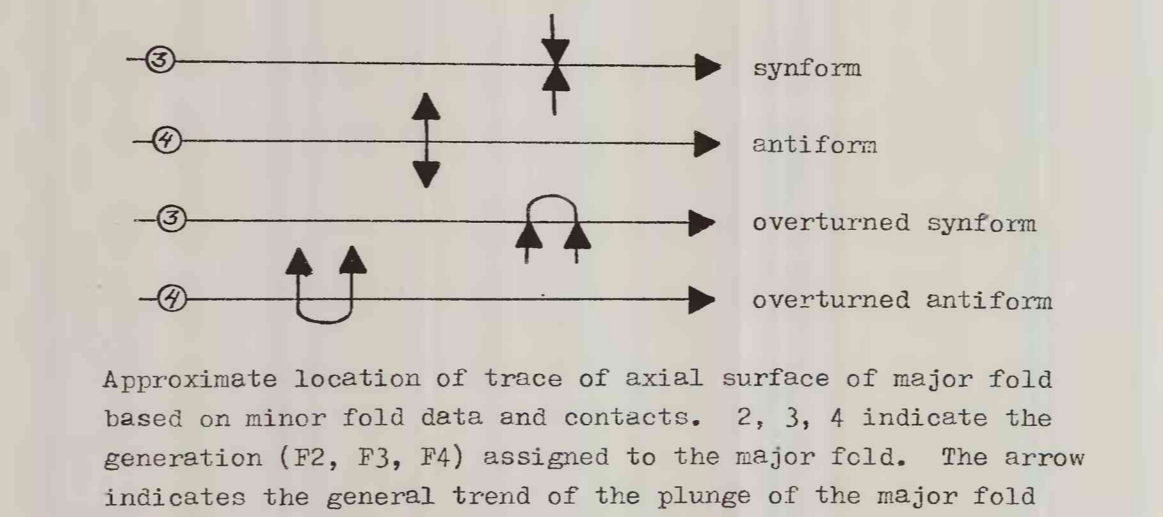 3 synform
4 antiform
3 overturned synform
4 overturned antiform
Approximate location of trace of axial surface of major fold
based on minor fold data and contacts. 2, 3, 4 indicate the
generation (F2, F3, F4) assigned to the major fold. The arrow
indicates the general trend of the plunge of the major fold